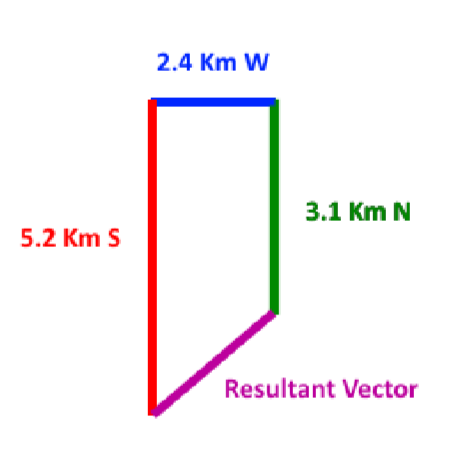 2.4 Km W
3.1 Km N
5.2 Km S
Resultant Vector